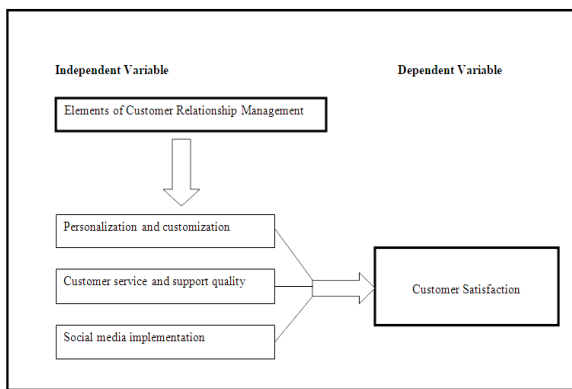 Independent Variable
Dependent Variable
Elements of Customer Relationship Management
Personalization and customization
Customer service and support quality
Customer Satisfaction
Social media implementation